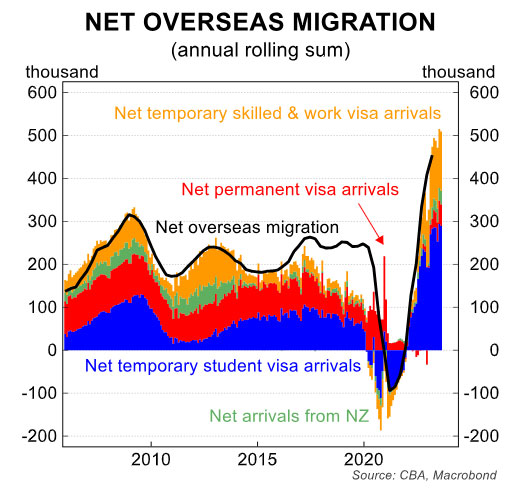 NET OVERSEAS MIGRATION
(annual rolling sum)
thousand thousand
600 600
Net temporary skilled & work visa arrivals
500 500
400 400
Net permanent visa arrivals
300 300
Net overseas migration
200 200
100 100
0 0
Net temporary student visa arrivals
-100 -100
Net arrivals from NZ
-200 -200
2010 2015 2020
Source: CBA, Macrobond